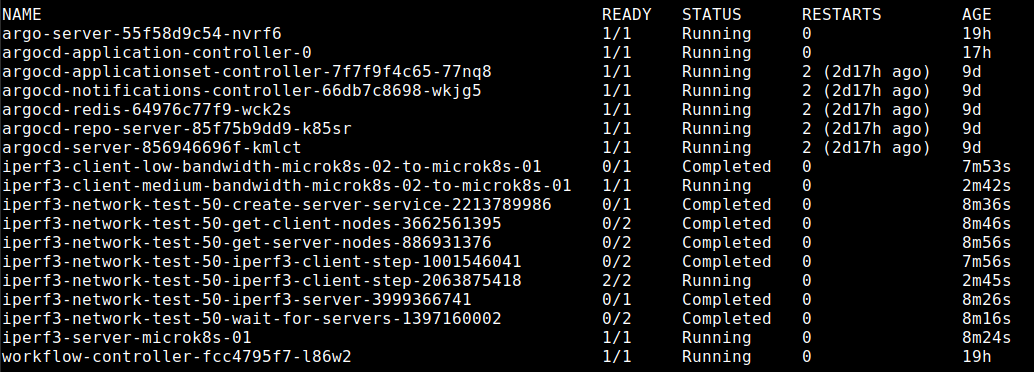 NAME READY STATUS RESTARTS AGE
argo-server-55f58d9c54-nvrf6 1/1 Running 0 19h
argocd-application-controller-0 1/1 Running 0 17h
argocd-applicationset-controller-7f7f9f4c65-77nq8 1/1 Running 2 (2d17h ago) 9d
argocd-notifications-controller-66db7c8698-wkjg5 1/1 Running 2 (2d17h ago) 9d
argocd-redis-64976c77f9-wck2s 1/1 Running 2 (2d17h ago) 9d
argocd-repo-server-85f75b9dd9-k85sr 1/1 Running 2 (2d17h ago) 9d
argocd-server-856946696f-kmlct 1/1 Running 2 (2d17h ago) 9d
iperf3-client-low-bandwidth-microk8s-02-to-microk8s-01 0/1 Completed 0 7m53s
iperf3-client-medium-bandwidth-microk8s-02-to-microk8s-01 1/1 Running 0 2m42s
iperf3-network-test-50-create-server-service-2213789986 0/1 Completed 0 8m36s
iperf3-network-test-50-get-client-nodes-3662561395 0/2 Completed 0 8m46s
iperf3-network-test-50-get-server-nodes-886931376 0/2 Completed 0 8m56s
iperf3-network-test-50-iperf3-client-step-1001546041 0/2 Completed 0 7m56s
iperf3-network-test-50-iperf3-client-step-2063875418 2/2 Running 0 2m45s
iperf3-network-test-50-iperf3-server-3999366741 0/1 Completed 0 8m26s
iperf3-network-test-50-wait-for-servers-1397160002 0/2 Completed 0 8m16s
iperf3-server-microk8s-01 1/1 Running 0 8m24s
workflow-controller-fcc4795f7-l86w2 1/1 Running 0 19h